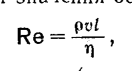 Re = ρvl / η ,